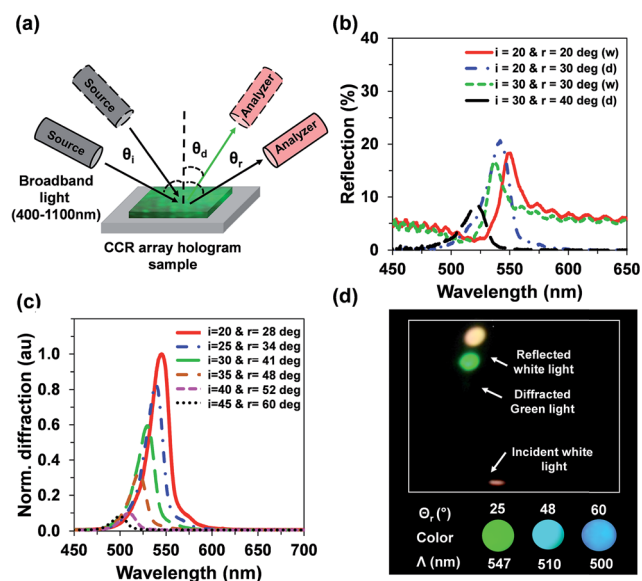 (a)
Source
Source
Analyzer
Analyzer
θi
θd
θr
Broadband
light
(400-1100nm)
CCR array hologram
sample
(b)
40
30
20
10
0
Reflection (%)
i = 20 & r = 20 deg (w)
i = 20 & r = 30 deg (d)
i = 30 & r = 30 deg (w)
i = 30 & r = 40 deg (d)
450 500 550 600 650
Wavelength (nm)
(c)
1.0
0.8
0.6
0.4
0.2
0.0
Norm. diffraction (au)
i=20 & r= 28 deg
i=25 & r= 34 deg
i=30 & r= 41 deg
i=35 & r= 48 deg
i=40 & r= 52 deg
i=45 & r= 60 deg
450 500 550 600 650 700
Wavelength (nm)
(d)
Reflected
white light
Diffracted
Green light
Incident white
light
Θr (°) 25 48 60
Color
Λ (nm) 547 510 500